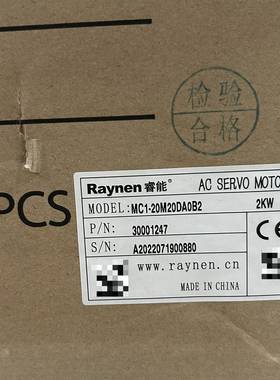 检验
合格
PCS
Raynen 睿能 AC SERVO MOTO
MODEL: MC1-20M20DA0B2 2KW
P/N: 30001247
S/N: A2022071900880
www.raynen.cn
MADE IN CHINA